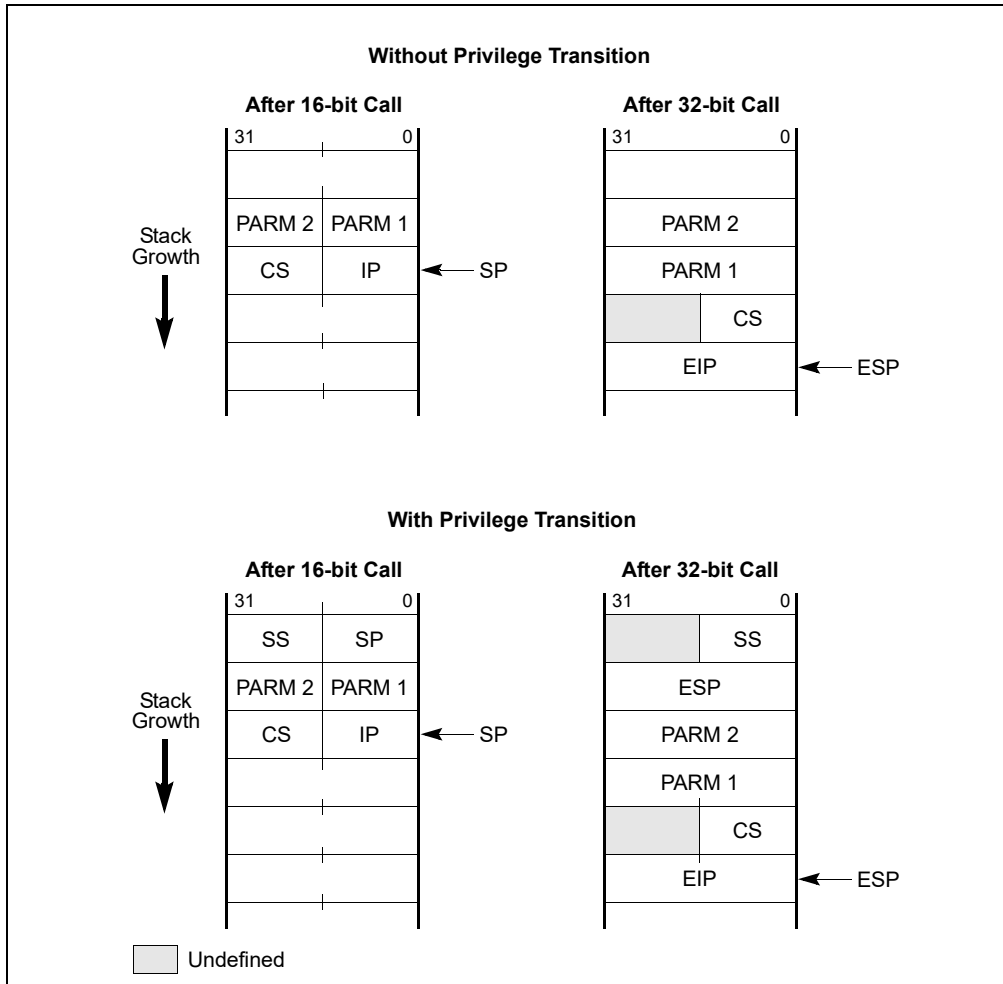 Without Privilege Transition
After 16-bit Call
After 32-bit Call
31 0
31 0
PARM 2 PARM 1
PARM 2
Stack
Growth
CS IP
SP
PARM 1
CS
EIP
ESP
With Privilege Transition
After 16-bit Call
After 32-bit Call
31 0
31 0
SS SP
SS
PARM 2 PARM 1
ESP
Stack
Growth
CS IP
SP
PARM 2
PARM 1
CS
EIP
ESP
Undefined